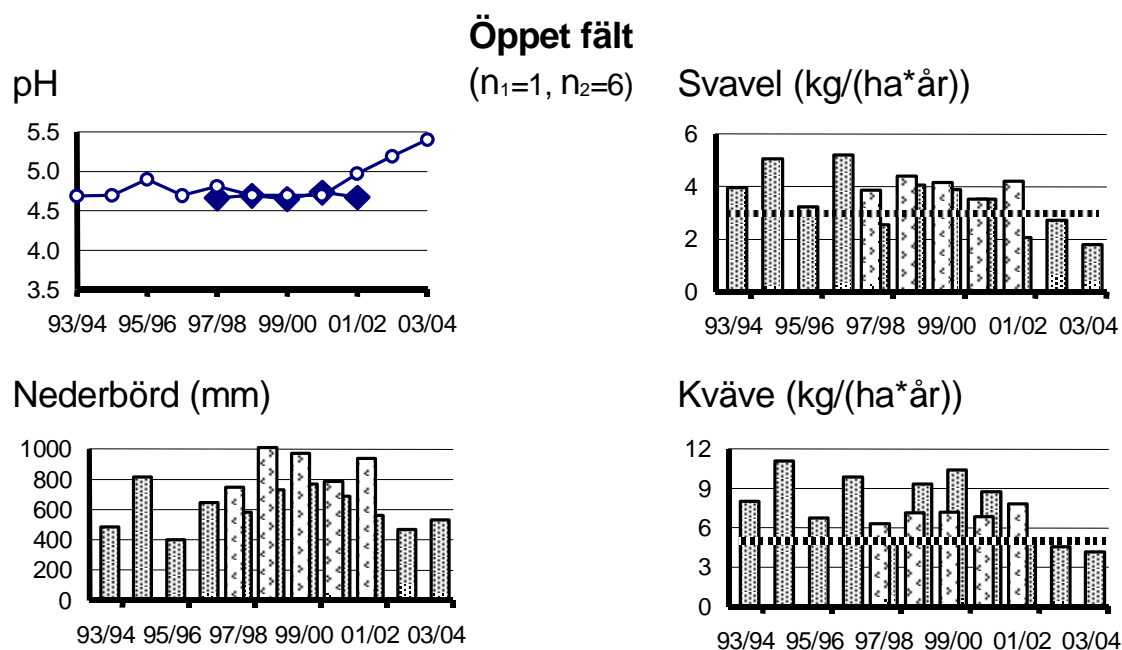 Öppet fält
(n₁=1, n₂=6)
pH
5.5
5.0
4.5
4.0
3.5
93/94 95/96 97/98 99/00 01/02 03/04
Svavel (kg/(ha*år))
6
4
2
0
93/94 95/96 97/98 99/00 01/02 03/04
Nederbörd (mm)
1000
800
600
400
200
0
93/94 95/96 97/98 99/00 01/02 03/04
Kväve (kg/(ha*år))
12
9
6
3
0
93/94 95/96 97/98 99/00 01/02 03/04